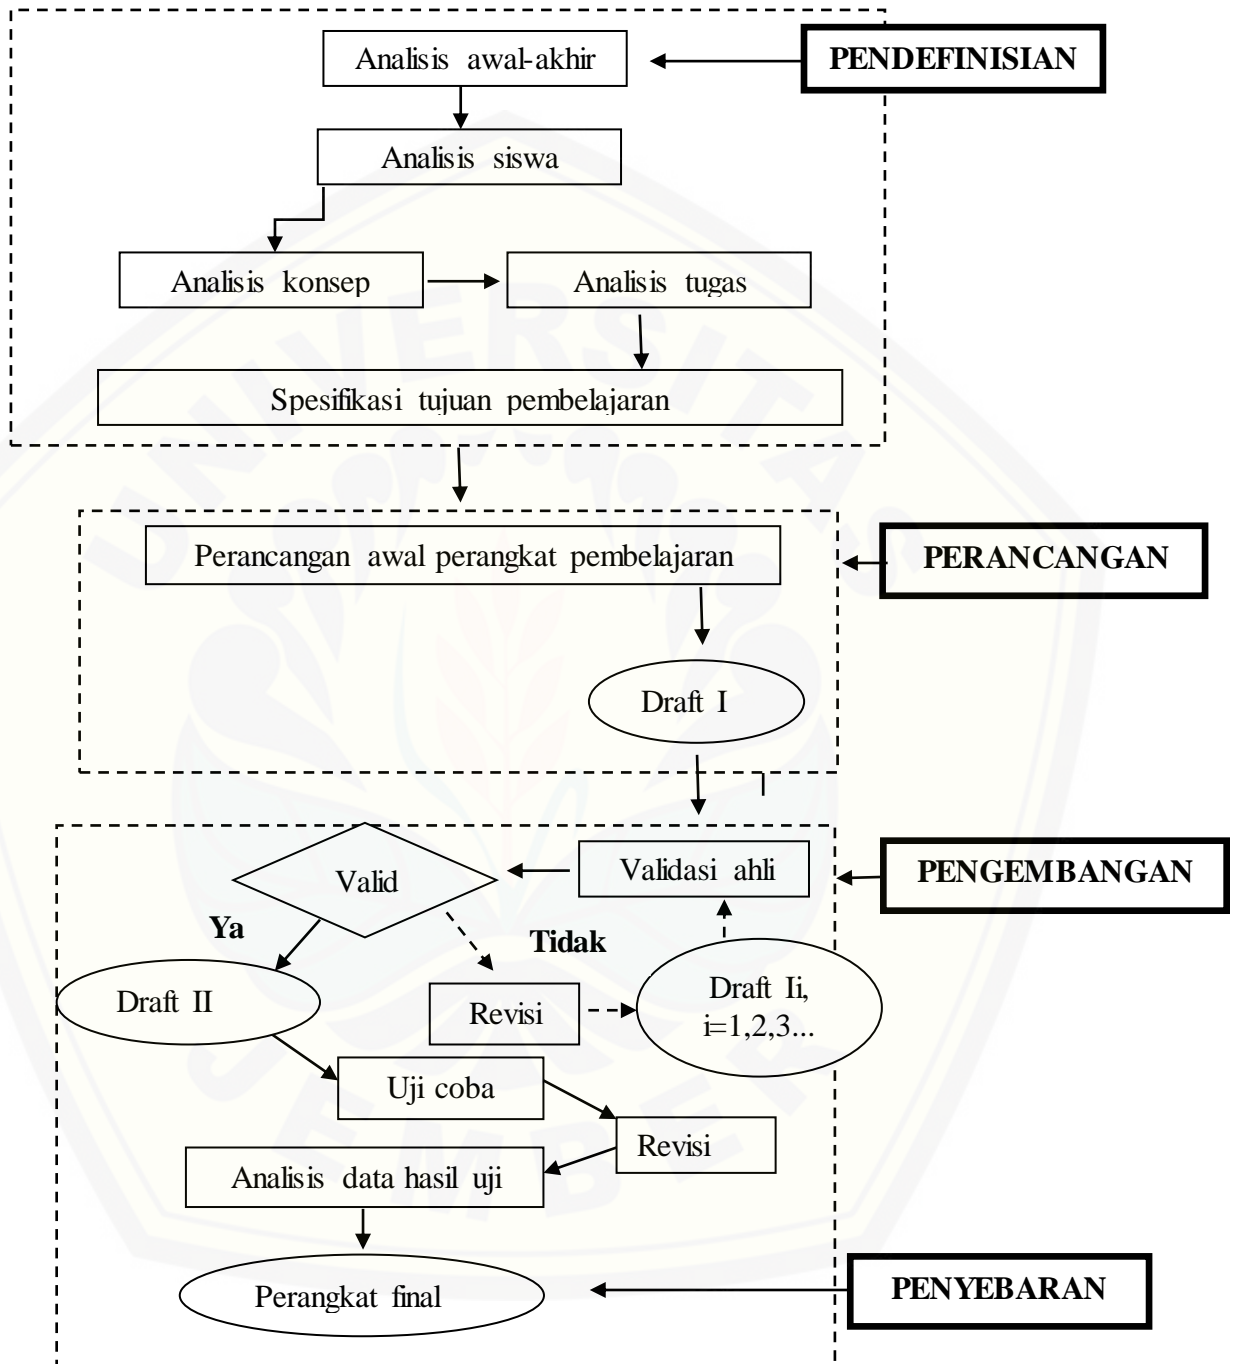 Analisis awal-akhir
PENDEFINISIAN
Analisis siswa
Analisis konsep
Analisis tugas
Spesifikasi tujuan pembelajaran
Perancangan awal perangkat pembelajaran
PERANCANGAN
Draft I
Validasi ahli
PENGEMBANGAN
Valid
Ya
Tidak
Draft II
Revisi
Draft Ii,
i=1,2,3...
Uji coba
Revisi
Analisis data hasil uji
Perangkat final
PENYEBARAN
UNIVERSITAS
JEMBER